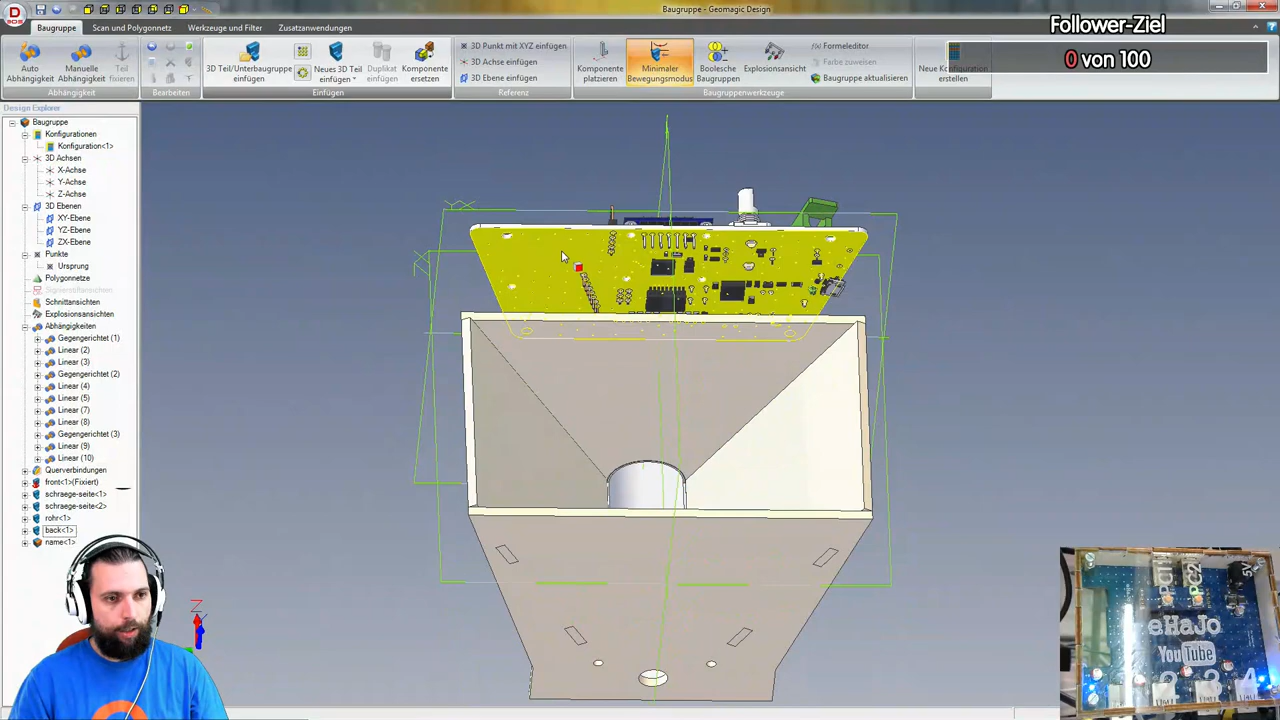 Baugruppe - Geomagic Design
Follower-Ziel
0 von 100
Baugruppe
Scan und Polygonnetz
Werkzeuge und Filter
Zusatzanwendungen
Auto Abhängigkeit
Manuelle Abhängigkeit
Teil fixieren
Abhängigkeit
Bearbeiten
3D Teil/Unterbaugruppe einfügen
Neues 3D Teil einfügen
Duplikat einfügen
Komponente ersetzen
Einfügen
3D Punkt mit XYZ einfügen
3D Achse einfügen
3D Ebene einfügen
Referenz
Komponente platzieren
Minimaler Bewegungsmodus
Boolesche Baugruppen
Explosionsansicht
Formeleditor
Farbe zuweisen
Baugruppe aktualisieren
Baugruppenwerkzeuge
Neue Konfiguration erstellen
Design Explorer
Baugruppe
Konfigurationen
Konfiguration<1>
3D Achsen
X-Achse
Y-Achse
Z-Achse
3D Ebenen
XY-Ebene
YZ-Ebene
ZX-Ebene
Punkte
Ursprung
Polygonnetze
Schnittansichten
Explosionsansichten
Abhängigkeiten
Gegengerichtet (1)
Linear (2)
Linear (3)
Gegengerichtet (2)
Linear (4)
Linear (5)
Linear (7)
Linear (8)
Gegengerichtet (3)
Linear (9)
Linear (10)
Querverbindungen
front<1>(Fixiert)
schraege-seite<1>
schraege-seite<2>
rohr<1>
back<1>
name<1>
Z
PC1
PC2
5V
eHaJo
YouTube
2 3 4